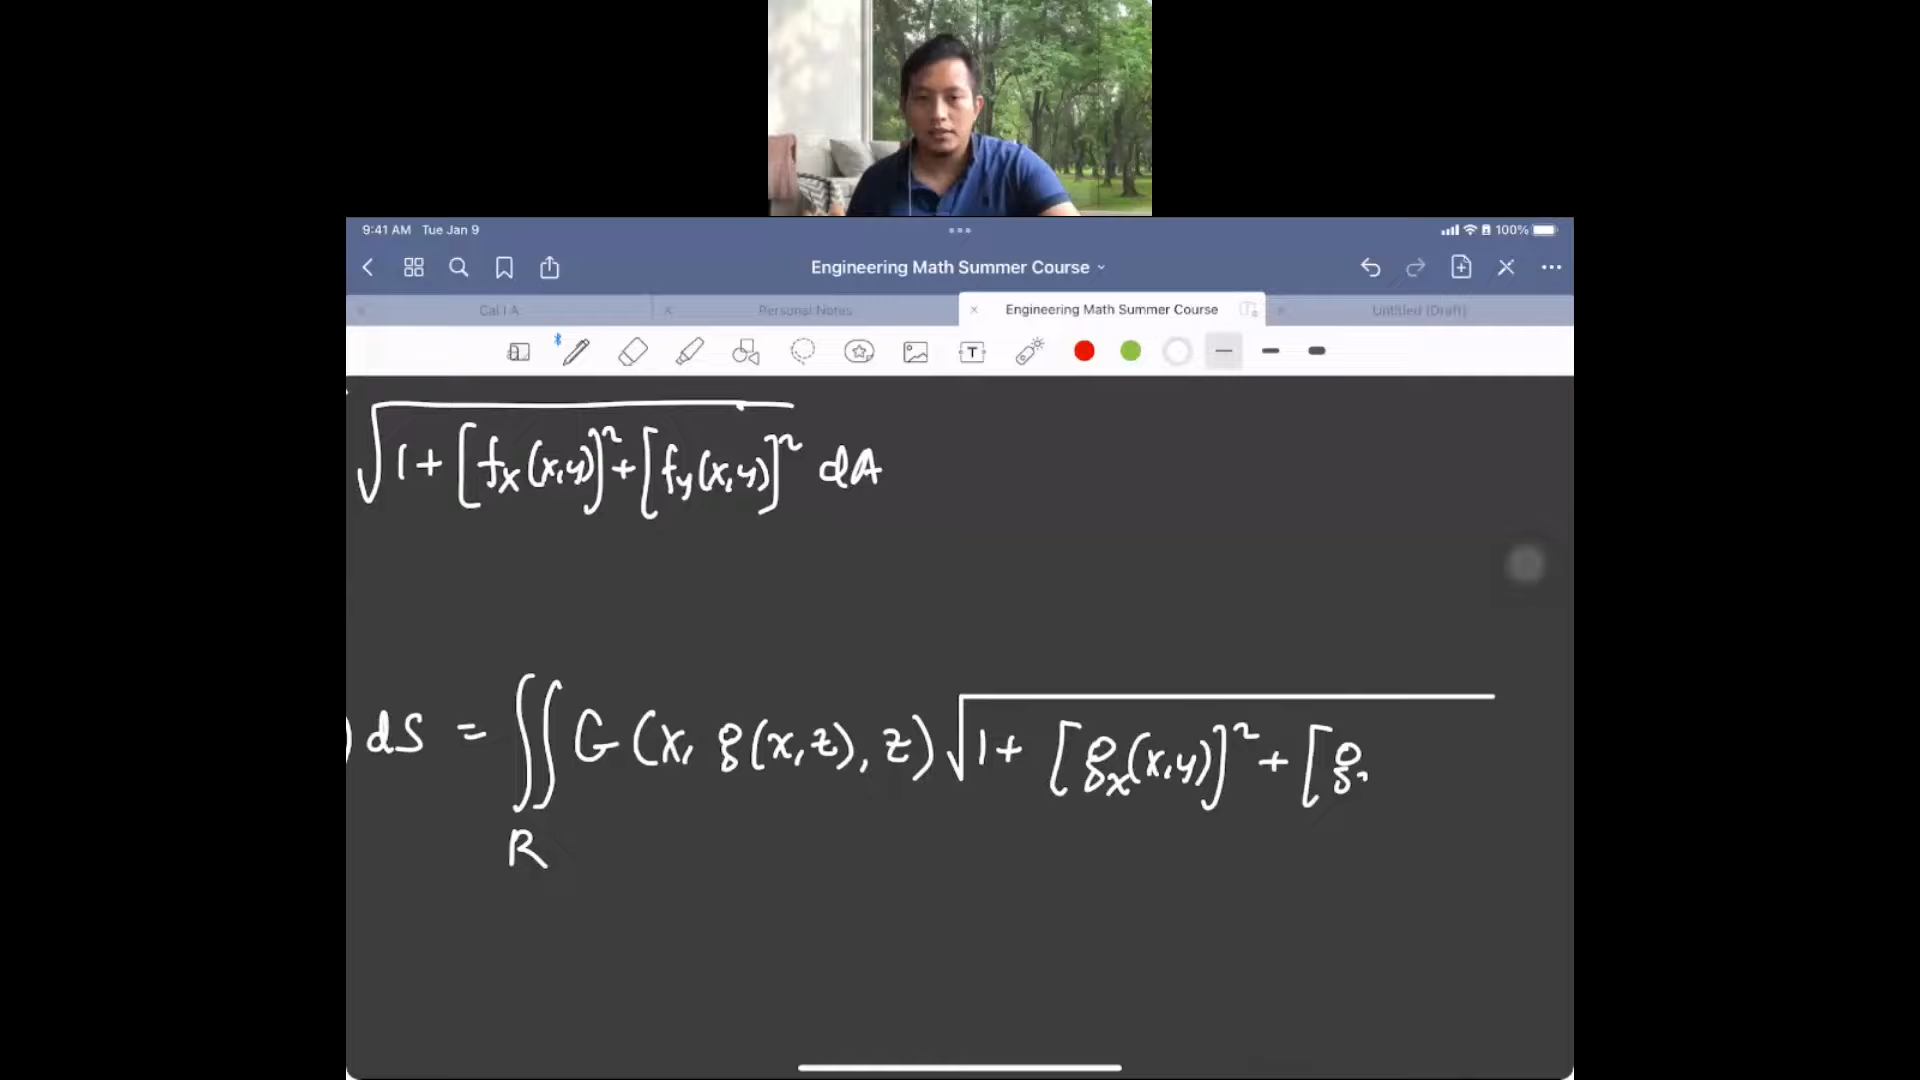 9:41 AM Tue Jan 9
100%
Engineering Math Summer Course
Cal I A
Personal Notes
Engineering Math Summer Course
Untitled (Draft)
T
√1 + [fx(x,y)]² + [fy(x,y)]² dA
) dS = ∬ G (x, g(x,z), z) √1 + [gx(x,y)]² + [g
R